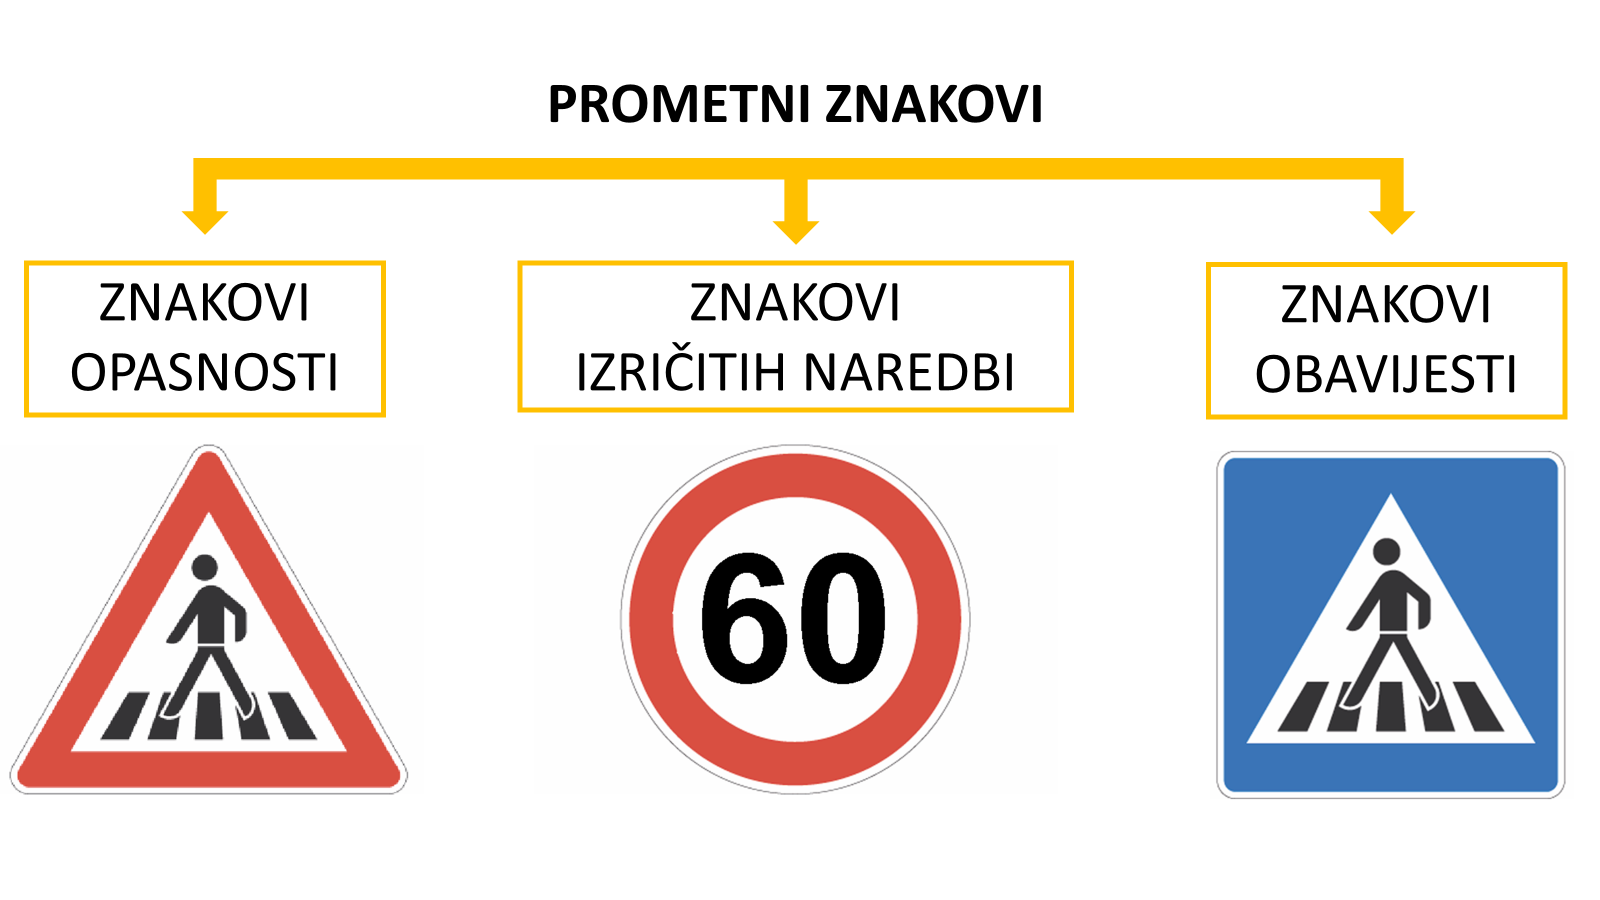 PROMETNI ZNAKOVI
ZNAKOVI
OPASNOSTI
ZNAKOVI
IZRIČITIH NAREDBI
ZNAKOVI
OBAVIJESTI
60